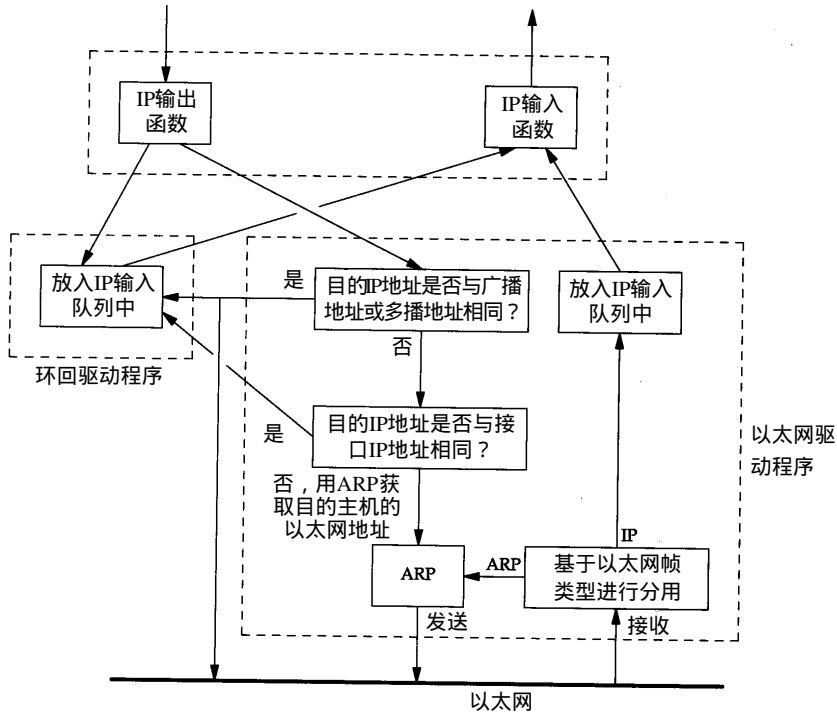 IP输出
函数
IP输入
函数
放入IP输入
队列中
环回驱动程序
是
目的IP地址是否与广播
地址或多播地址相同？
放入IP输入
队列中
否
是
目的IP地址是否与接
口IP地址相同？
以太网驱
动程序
否，用ARP获
取目的主机的
以太网地址
IP
ARP
ARP
基于以太网帧
类型进行分用
发送
接收
以太网